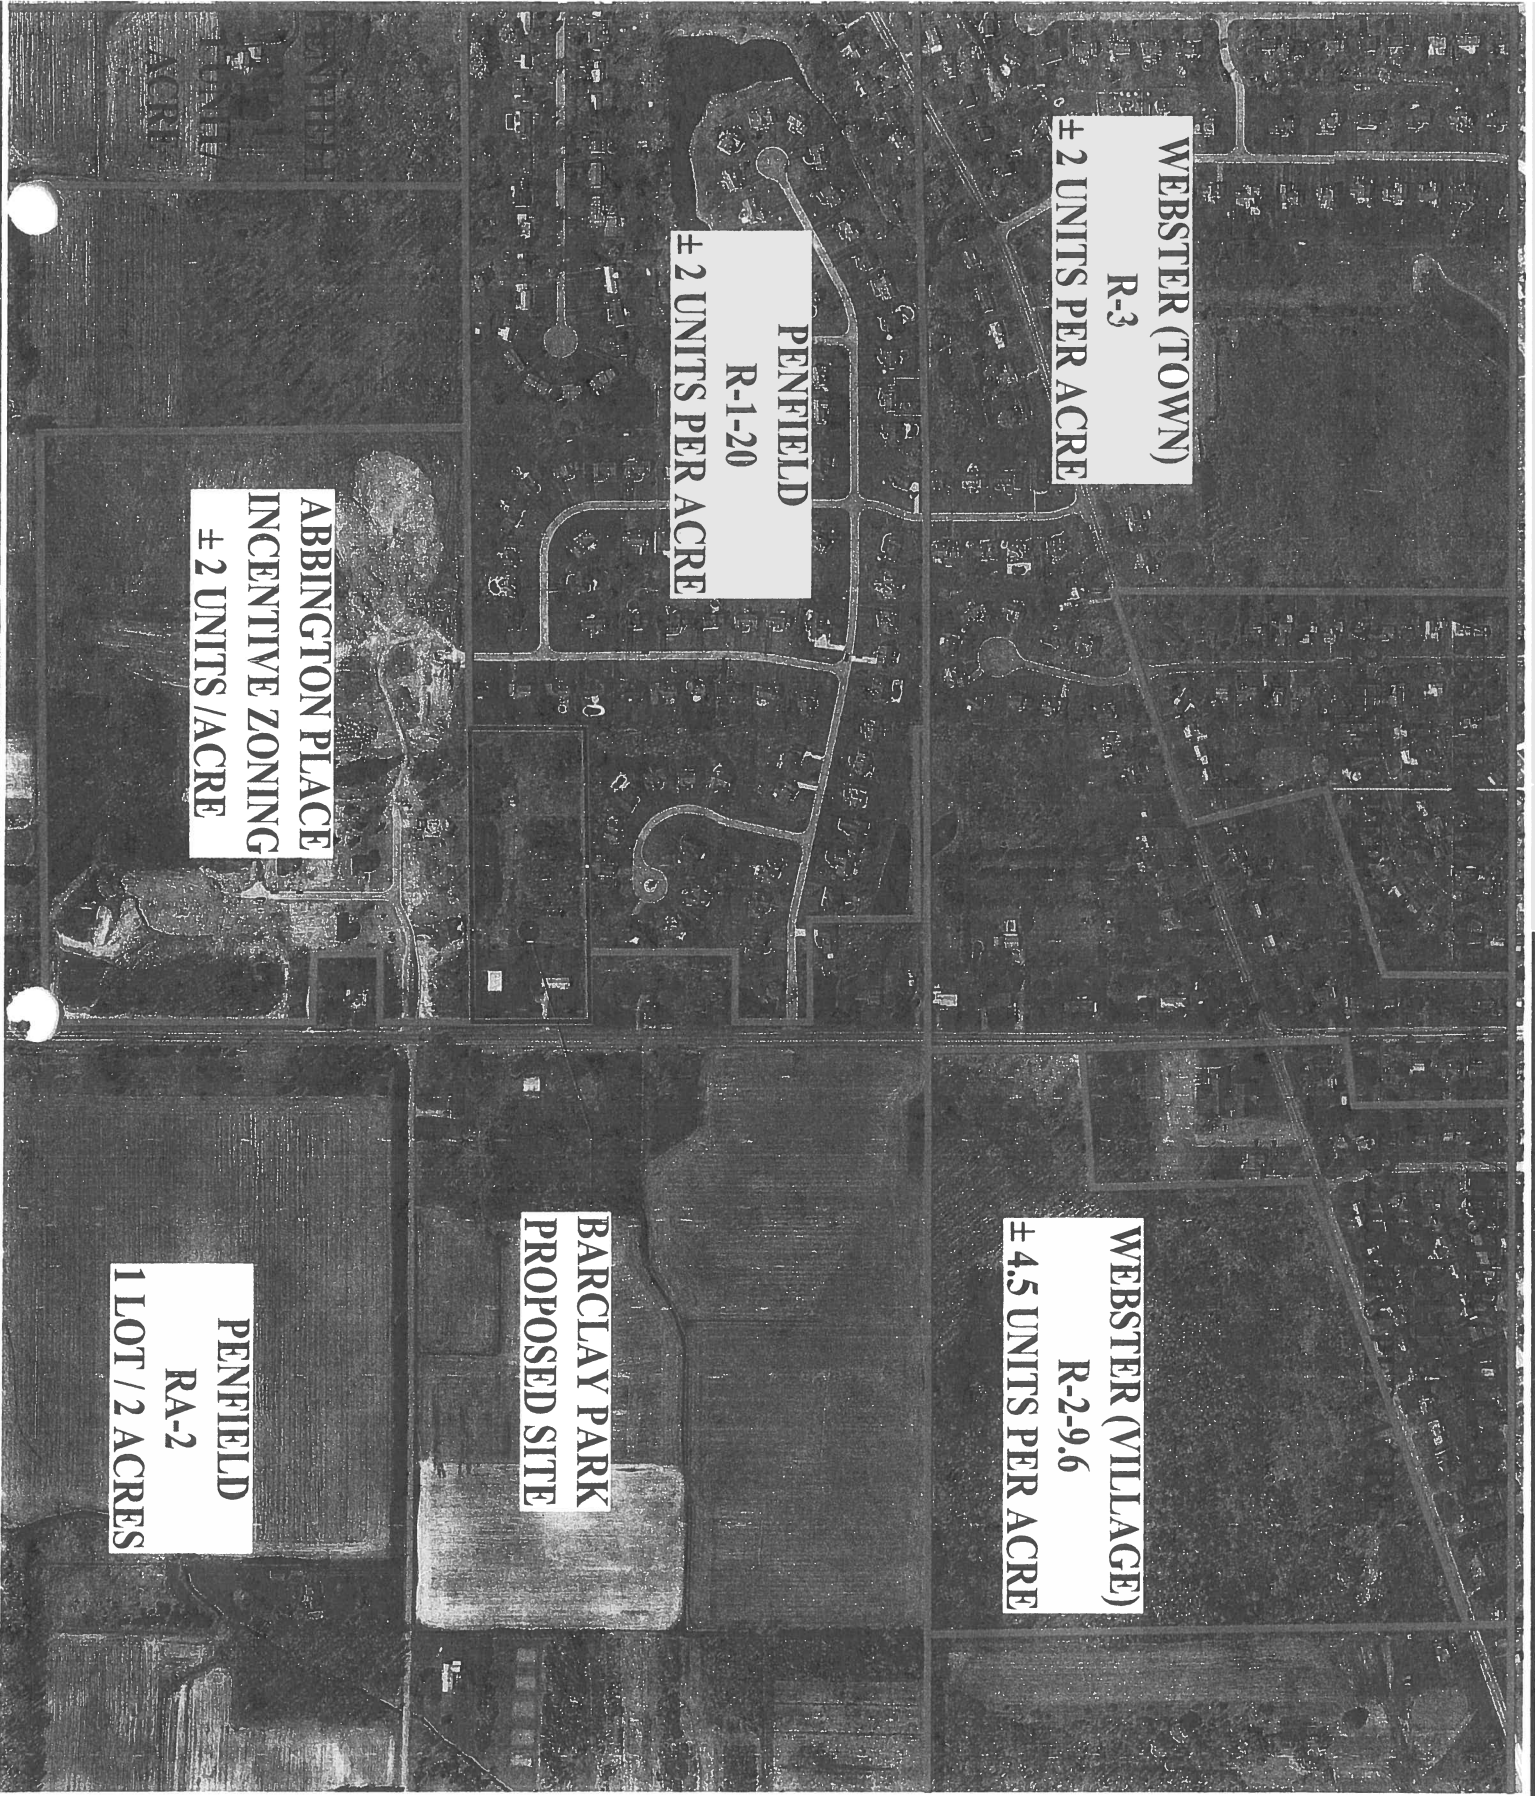 WEBSTER (TOWN)
R-3
± 2 UNITS PER ACRE
WEBSTER (VILLAGE)
R-2-9.6
± 4.5 UNITS PER ACRE
PENFIELD
R-1-20
± 2 UNITS PER ACRE
BARCLAY PARK
PROPOSED SITE
ABBINGTON PLACE
INCENTIVE ZONING
± 2 UNITS /ACRE
PENFIELD
RA-2
1 LOT / 2 ACRES
UNIT/
ACRE